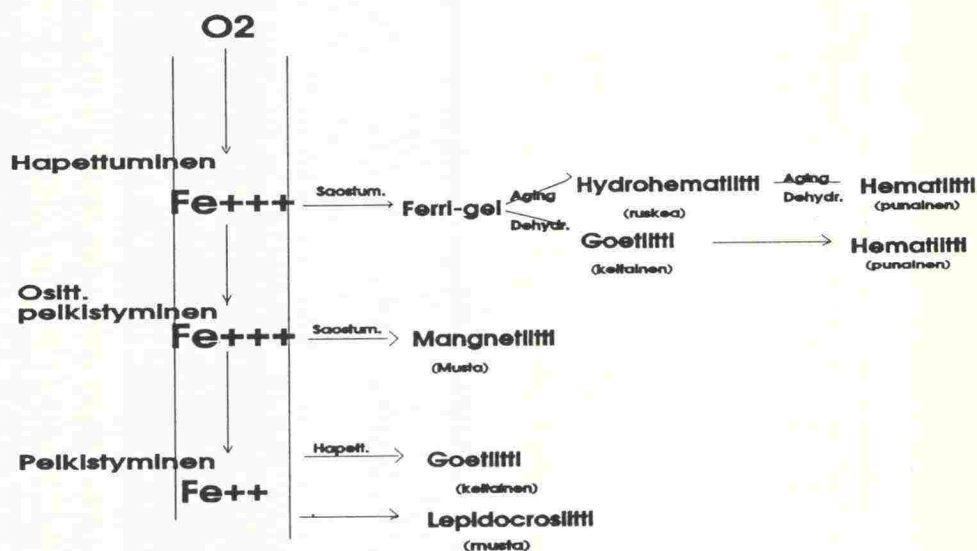 O2
Hapettuminen
Fe+++
Saostum.
Ferri-gel
Aging
Dehydr.
Hydrohematiitti
(ruskea)
Aging
Dehydr.
Hematiitti
(punainen)
Goetiitti
(keltainen)
Hematiitti
(punainen)
Ositt.
pelkistyminen
Fe+++
Saostum.
Mangnetiitti
(Musta)
Pelkistyminen
Fe++
Hapett.
Goetiitti
(keltainen)
Lepidocrosiitti
(musta)